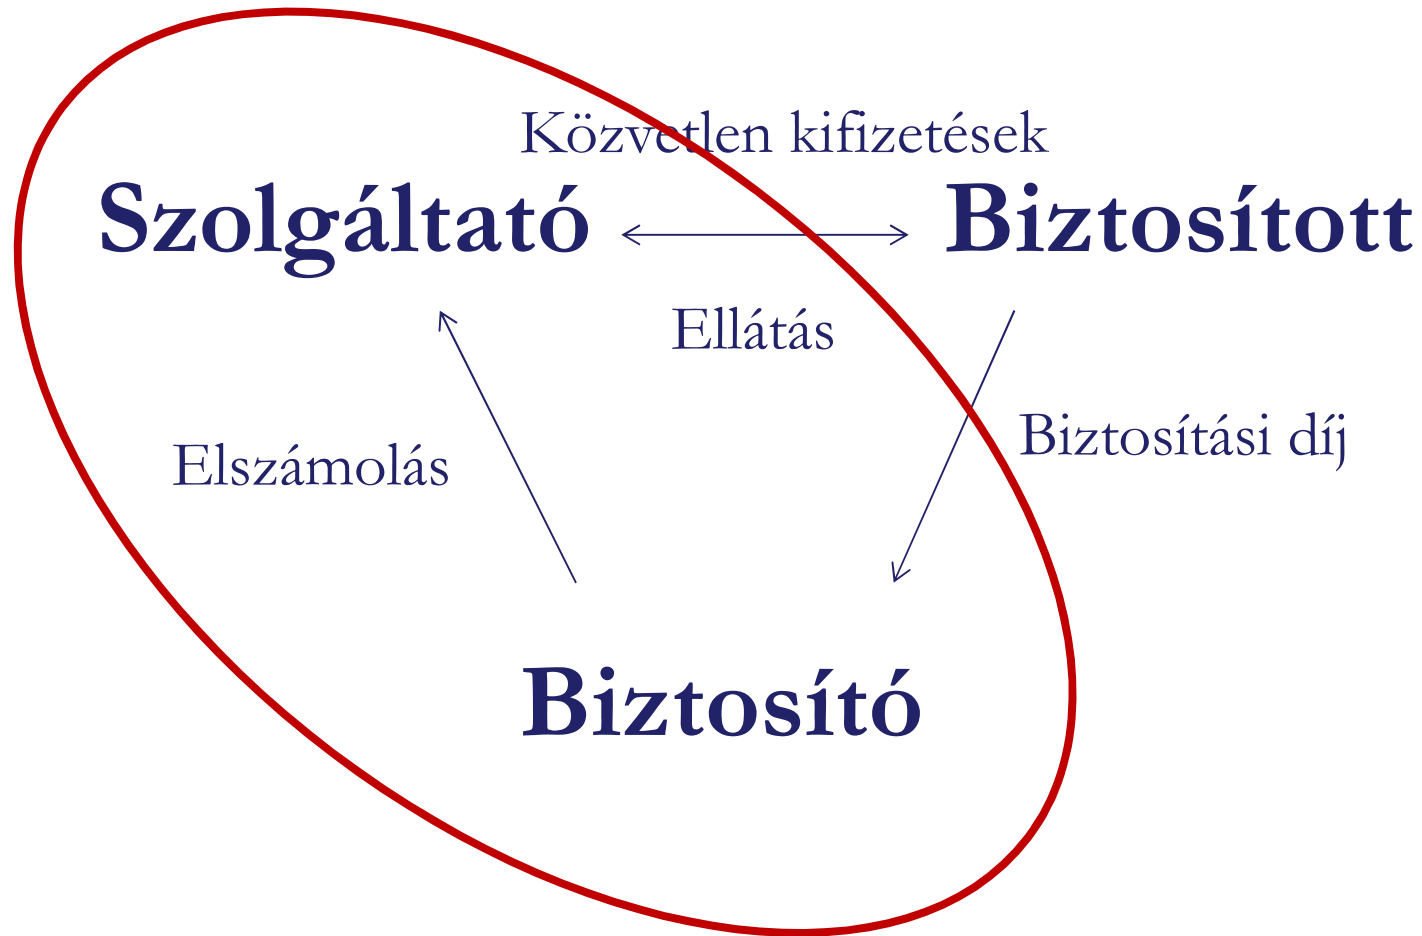 Közvetlen kifizetések
Szolgáltató
Biztosított
Ellátás
Biztosítási díj
Elszámolás
Biztosító